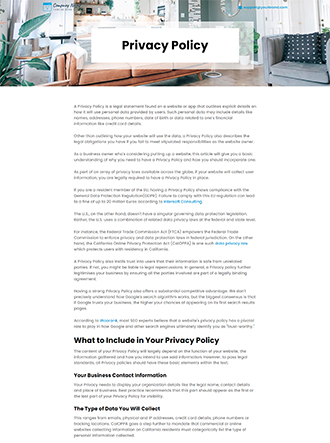 Company
Privacy Policy
A Privacy Policy is a legal statement found on a website or app that outlines explicit details on
how it will use personal data provided by users. Such personal data may include details like
names, addresses, phone numbers, date of birth or data related to one's financial
information like credit card details.
Other than outlining how your website will use the data, a Privacy Policy also describes the
legal obligations you have if you fail to meet stipulated responsibilities as the website owner.
As a business owner who's considering putting up a website, this article will give you a basic
understanding of why you need to have a Privacy Policy and how you should incorporate one.
As part of an array of privacy laws available across the globe, if your website will collect user
information, you are legally required to have a Privacy Policy in place.
If you are a resident member of the EU, having a Privacy Policy shows compliance with the
General Data Protection Regulation(GDPR). Failure to comply with this EU regulation can lead
to a fine of up to 20 million Euros according to Intersoft Consulting.
The U.S., on the other hand, doesn't have a singular governing data protection legislation.
Rather, the U.S. uses a combination of related data privacy laws at the federal and state level.
For instance, the Federal Trade Commission Act (FTCA) empowers the Federal Trade
Commission to enforce privacy and data protection laws in federal jurisdiction. On the other
hand, the California Online Privacy Protection Act (CalOPPA) is one such data privacy law,
which protects users with residency in California.
A Privacy Policy also instils trust into users that their information is safe from unwanted
parties. If not, you might be liable to legal repercussions. In general, a Privacy Policy further
legitimizes your business by ensuring all the parties involved are part of a legally binding
agreement.
Having a strong Privacy Policy also offers a substantial competitive advantage. We don't
precisely understand how Google's search algorithm works, but the biggest consensus is that
if Google trusts your business, the higher your chances of appearing on its first search results
pages.
According to most SEO experts believe that a website's privacy policy has a pivotal
role to play in how Google and other search engines ultimately identify you as "trust-worthy."
What to Include in Your Privacy Policy
The content of your Privacy Policy will largely depend on the function of your website, the
information gathered and how you intend to use said information. However, to pass legal
standards, all Privacy policies should have these basic elements within the text.
Your Business Contact Information
Your Privacy needs to display your organization details like the legal name, contact details
and place of business. Best practice recommends that this part should appear as the first or
the last part of your Privacy Policy for visibility.
The Type of Data You Will Collect
This ranges from emails, physical and IP addresses, credit card details, phone numbers or
tracking locations. CalOPPA goes a step further to mandate that commercial or online
websites collecting information on California residents must categorically list the type of
personal information collected.